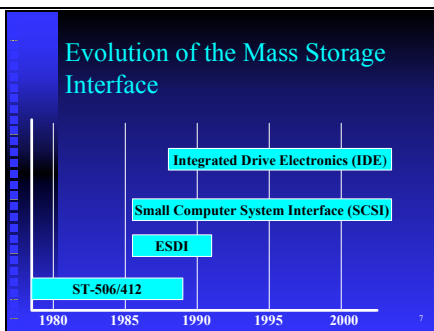 Evolution of the Mass Storage
Interface
Integrated Drive Electronics (IDE)
Small Computer System Interface (SCSI)
ESDI
ST-506/412
1980 1985 1990 1995 2000
7